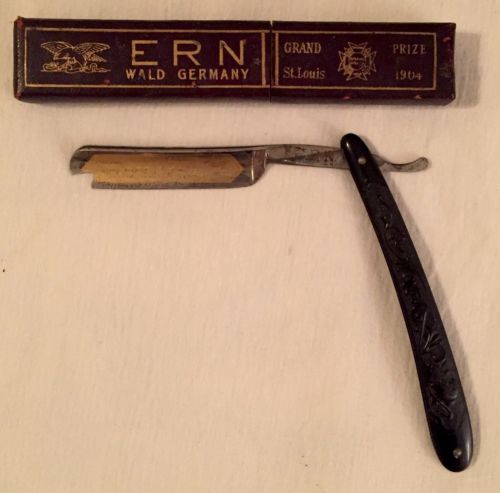 ERN
WALD GERMANY
GRAND PRIZE
St. Louis 1904